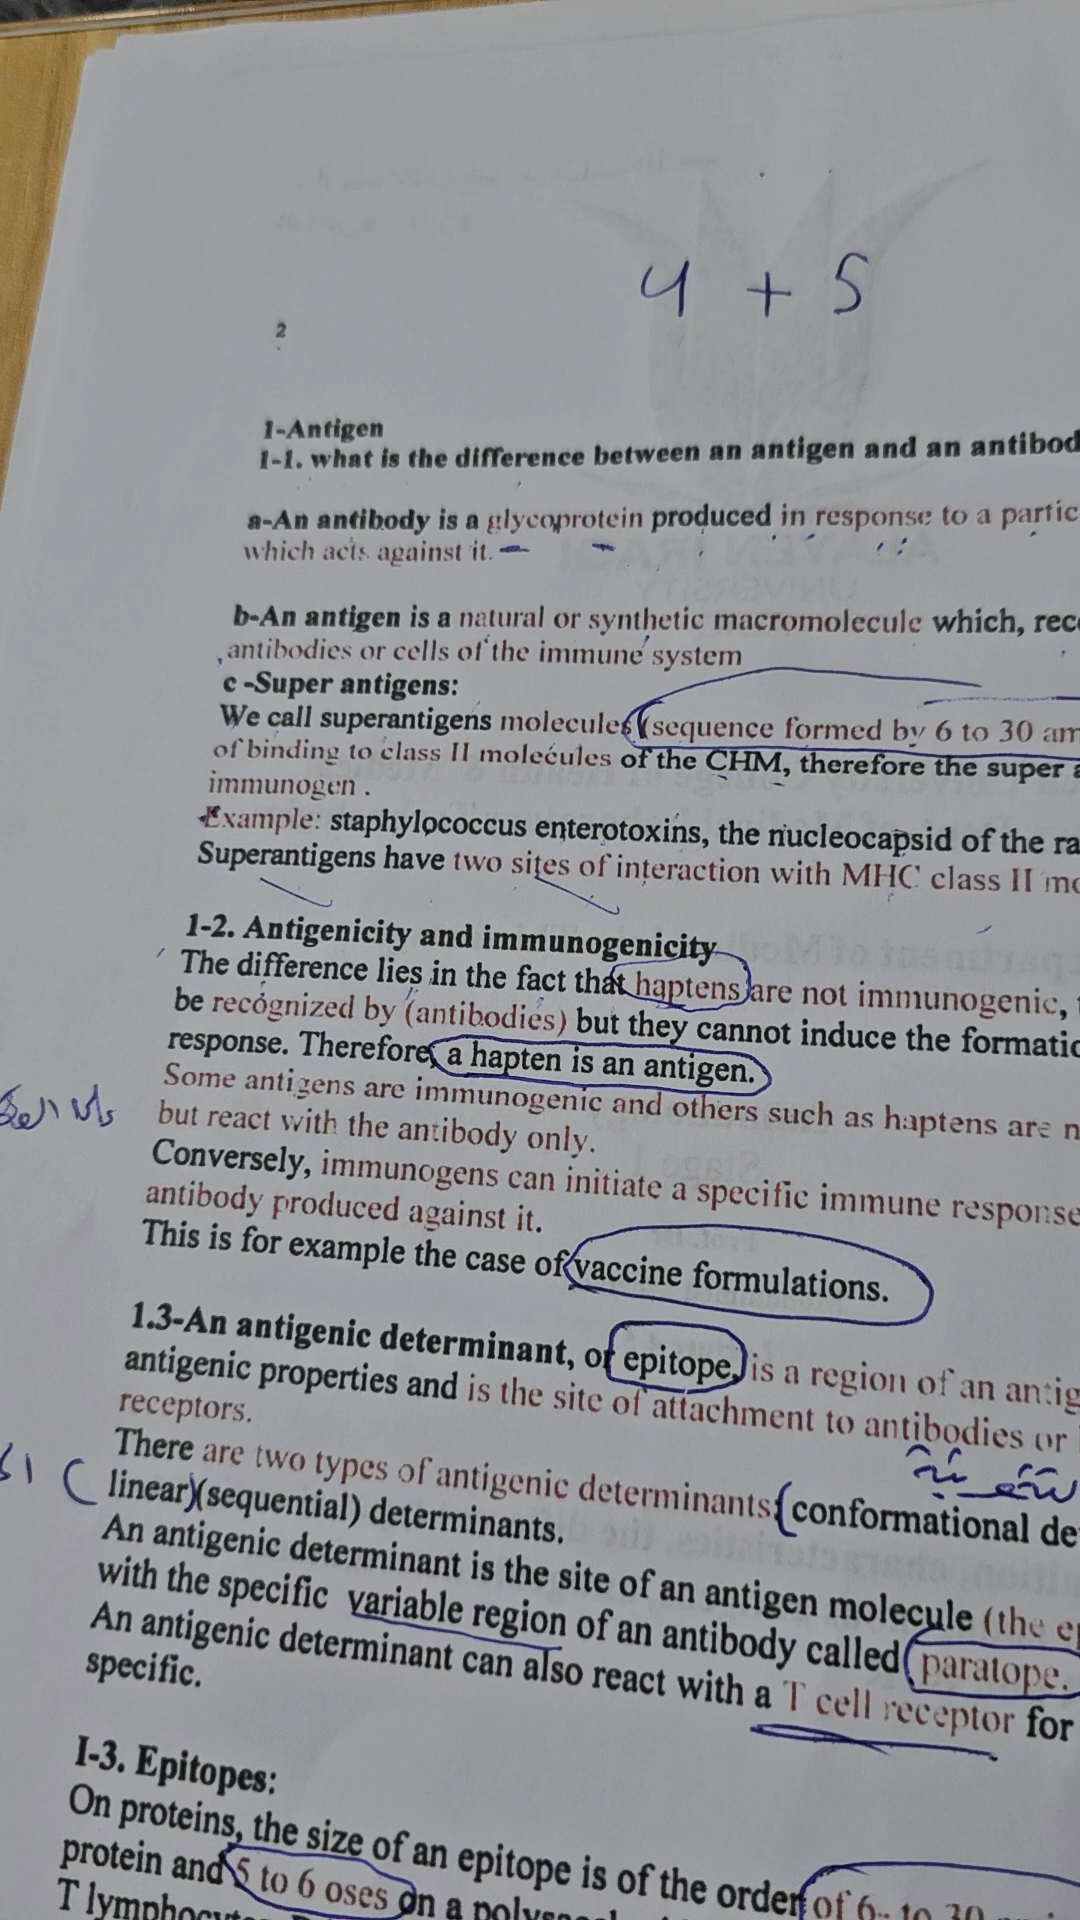 4 + 5
2
1-Antigen
1-1. what is the difference between an antigen and an antibod
a-An antibody is a glycoprotein produced in response to a partic
which acts against it.
b-An antigen is a natural or synthetic macromolecule which, rec
antibodies or cells of the immune system
c -Super antigens:
We call superantigens molecules (sequence formed by 6 to 30 am
of binding to class II molecules of the CHM, therefore the super a
immunogen .
Example: staphylococcus enterotoxins, the nucleocapsid of the ra
Superantigens have two sites of interaction with MHC class II mo
1-2. Antigenicity and immunogenicity
The difference lies in the fact that haptens are not immunogenic,
be recognized by (antibodies) but they cannot induce the formatic
response. Therefore, a hapten is an antigen.
Some antigens are immunogenic and others such as haptens are n
but react with the antibody only.
Conversely, immunogens can initiate a specific immune response
antibody produced against it.
This is for example the case of vaccine formulations.
1.3-An antigenic determinant, or epitope, is a region of an antig
antigenic properties and is the site of attachment to antibodies or
receptors.
There are two types of antigenic determinants: (conformational de
linear) (sequential) determinants.
An antigenic determinant is the site of an antigen molecule (the ep
with the specific variable region of an antibody called paratope.
An antigenic determinant can also react with a T cell receptor for
specific.
I-3. Epitopes:
On proteins, the size of an epitope is of the order of 6 to 30
protein and 5 to 6 oses on a